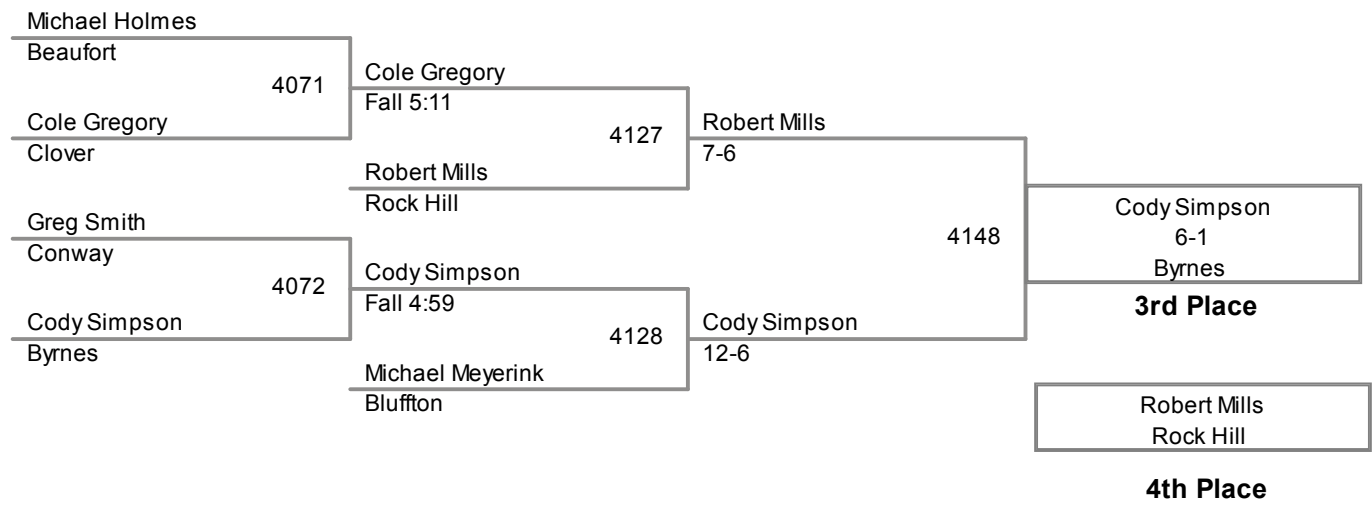 Michael Holmes
Beaufort
4071
Cole Gregory
Clover
Greg Smith
Conway
4072
Cody Simpson
Byrnes
Cole Gregory
Fall 5:11
4127
Robert Mills
Rock Hill
Cody Simpson
Fall 4:59
4128
Michael Meyerink
Bluffton
Robert Mills
7-6
4148
Cody Simpson
12-6
Cody Simpson
6-1
Byrnes
3rd Place
Robert Mills
Rock Hill
4th Place